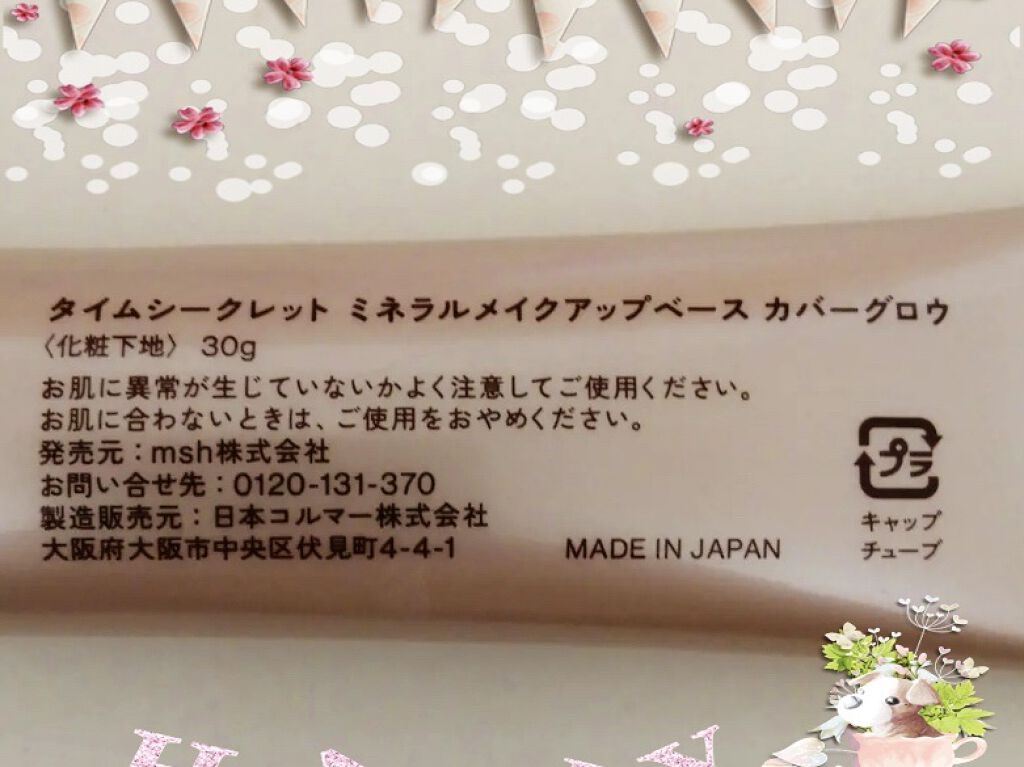 タイムシークレット ミネラルメイクアップベース カバーグロウ
〈化粧下地〉 30g
お肌に異常が生じていないかよく注意してご使用ください。
お肌に合わないときは、ご使用をおやめください。
発売元：msh株式会社
お問い合せ先：0120-131-370
製造販売元：日本コルマー株式会社
大阪府大阪市中央区伏見町4-4-1
MADE IN JAPAN
プラ
キャップ
チューブ